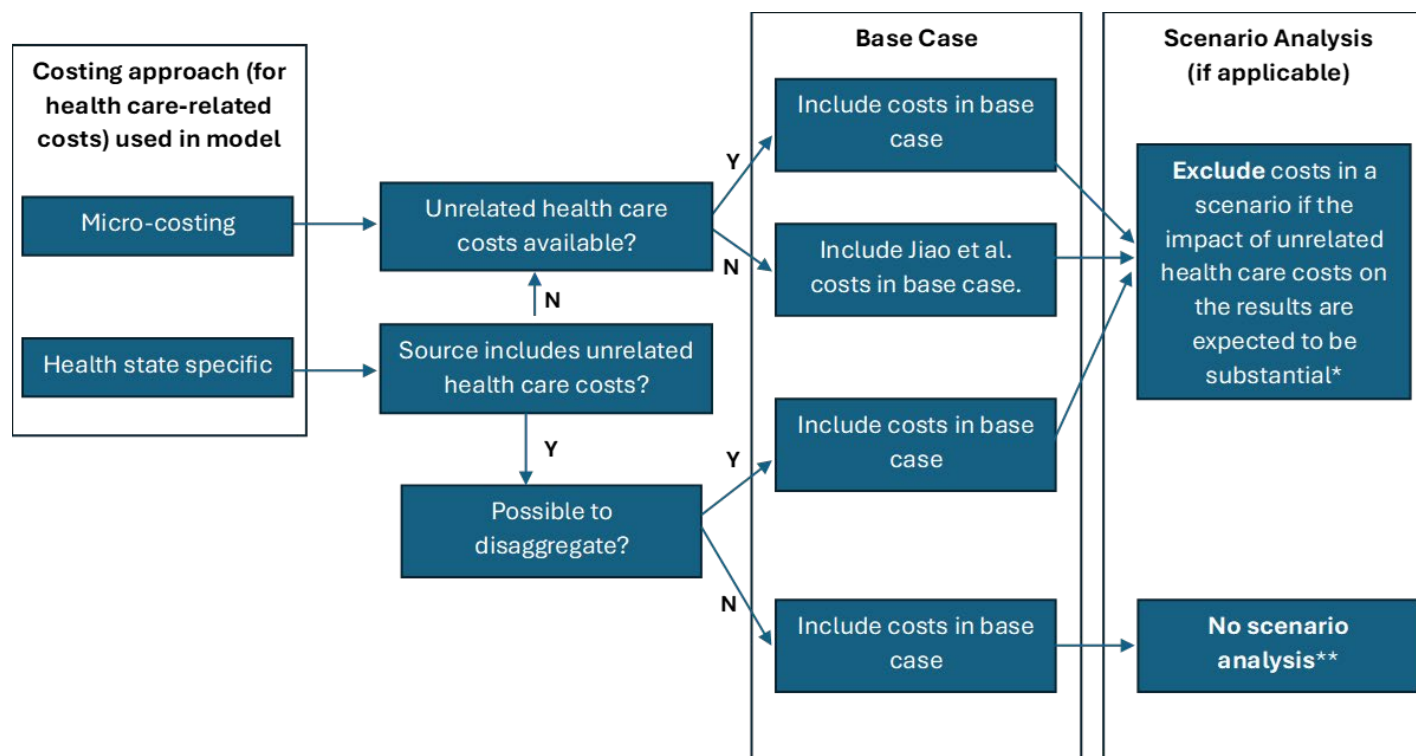 Costing approach (for
health care-related
costs) used in model
Micro-costing
Health state specific
Unrelated health care
costs available?
N
Source includes unrelated
health care costs?
Y
Possible to
disaggregate?
Y
N
Y
N
Base Case
Include costs in base
case
Include Jiao et al.
costs in base case.
Include costs in base
case
Include costs in base
case
Scenario Analysis
(if applicable)
Exclude costs in a
scenario if the
impact of unrelated
health care costs on
the results are
expected to be
substantial*
No scenario
analysis**